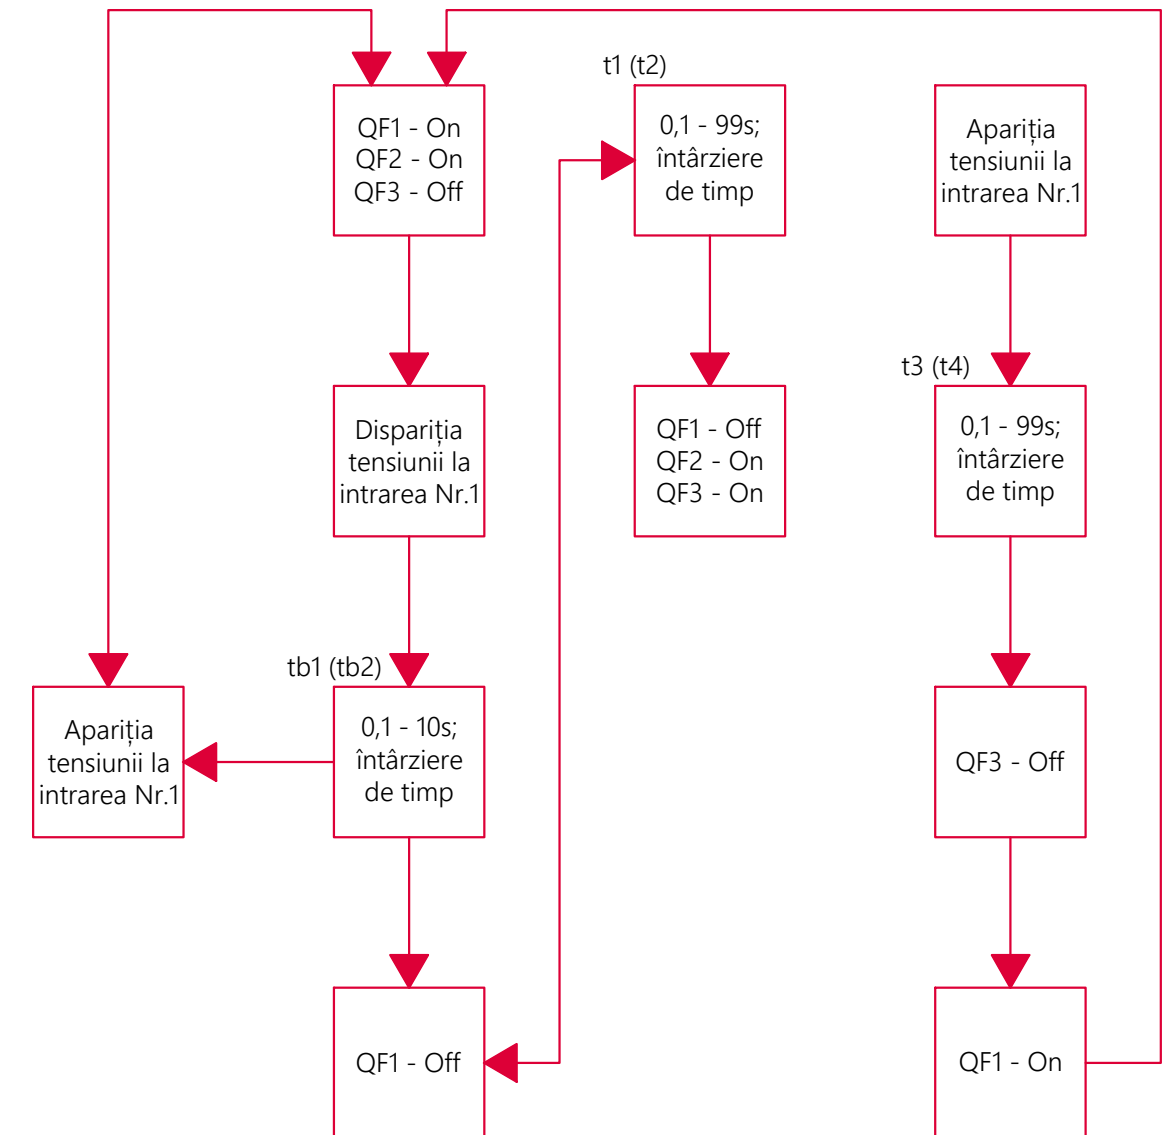 t1 (t2)
QF1 - On
QF2 - On
QF3 - Off
0,1 - 99s;
întârziere
de timp
Apariția
tensiunii la
intrarea Nr.1
t3 (t4)
Dispariția
tensiunii la
intrarea Nr.1
QF1 - Off
QF2 - On
QF3 - On
0,1 - 99s;
întârziere
de timp
tb1 (tb2)
Apariția
tensiunii la
intrarea Nr.1
0,1 - 10s;
întârziere
de timp
QF3 - Off
QF1 - Off
QF1 - On